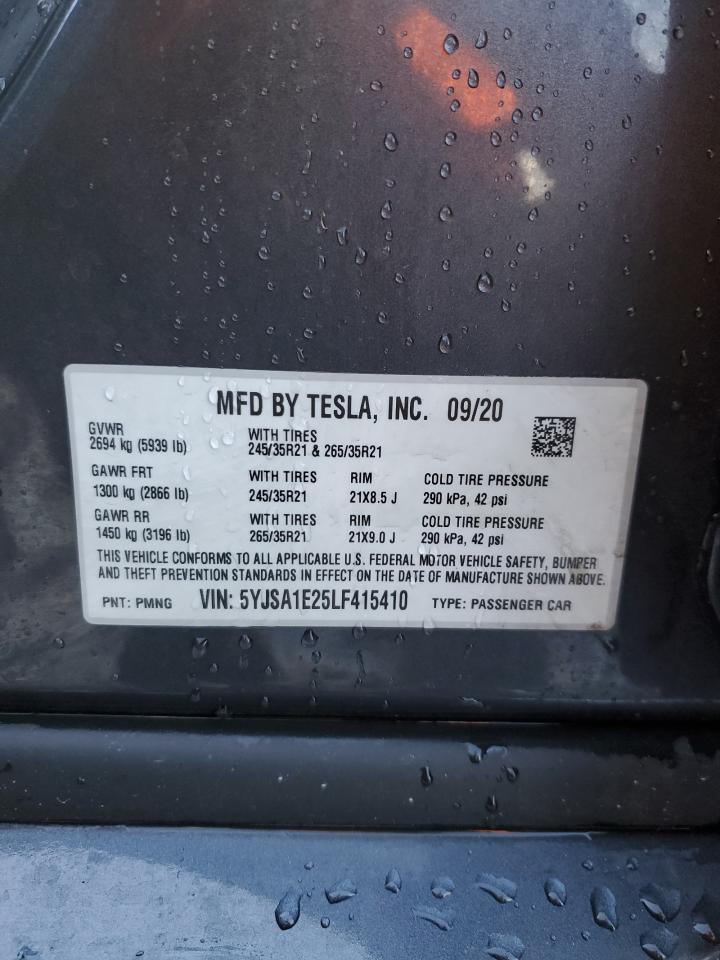 MFD BY TESLA, INC. 09/20
GVWR
2694 kg (5939 lb)
WITH TIRES
245/35R21 & 265/35R21
GAWR FRT
1300 kg (2866 lb)
WITH TIRES
245/35R21
RIM
21X8.5 J
COLD TIRE PRESSURE
290 kPa, 42 psi
GAWR RR
1450 kg (3196 lb)
WITH TIRES
265/35R21
RIM
21X9.0 J
COLD TIRE PRESSURE
290 kPa, 42 psi
THIS VEHICLE CONFORMS TO ALL APPLICABLE U.S. FEDERAL MOTOR VEHICLE SAFETY, BUMPER
AND THEFT PREVENTION STANDARDS IN EFFECT ON THE DATE OF MANUFACTURE SHOWN ABOVE.
PNT: PMNG VIN: 5YJSA1E25LF415410 TYPE: PASSENGER CAR